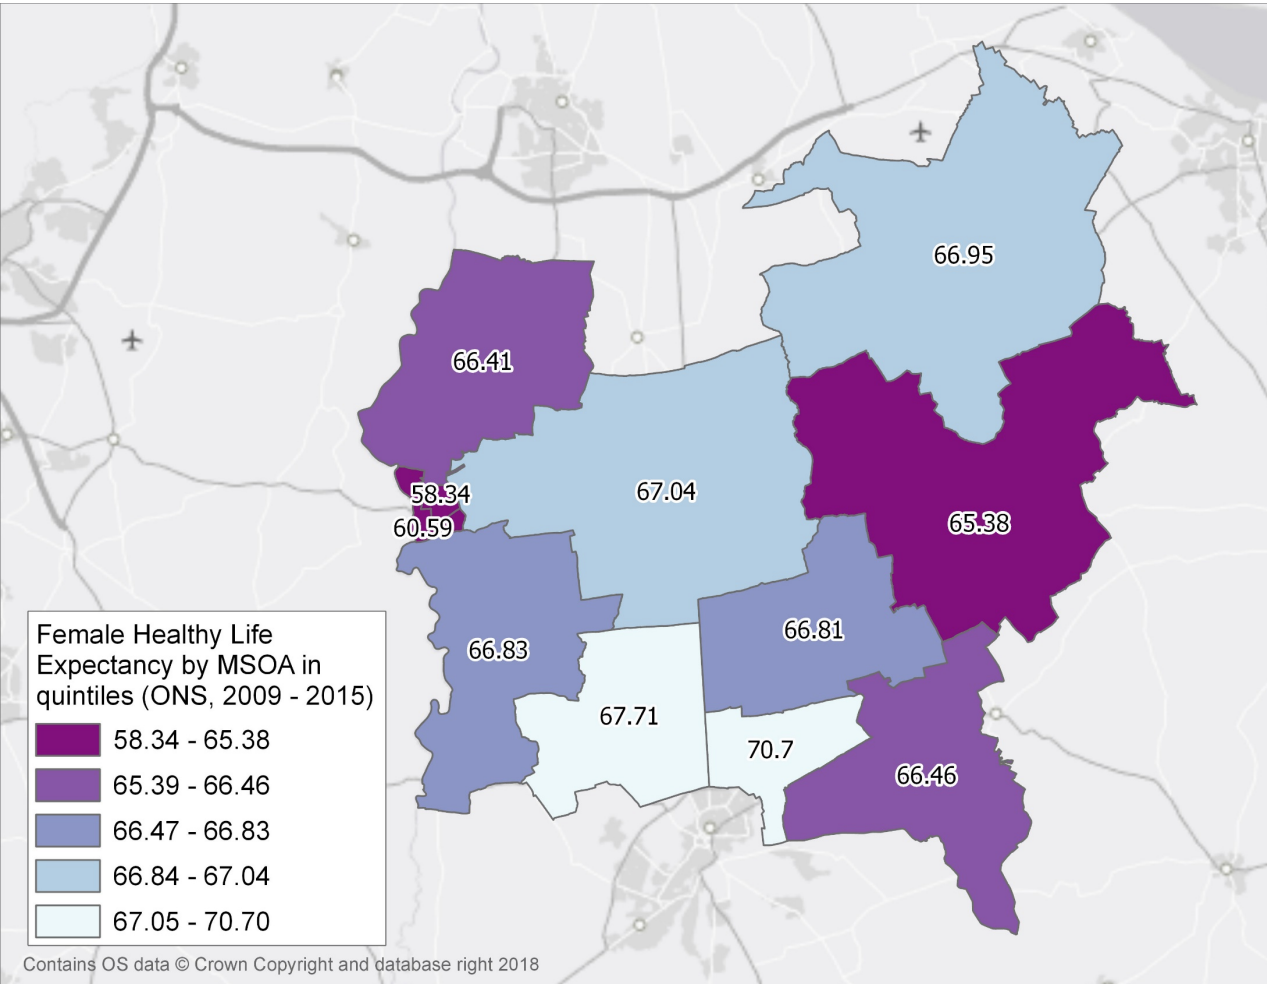 66.95
66.41
67.04
58.34
60.59
65.38
66.81
66.83
67.71
70.7
66.46
Female Healthy Life
Expectancy by MSOA in
quintiles (ONS, 2009 - 2015)
58.34 - 65.38
65.39 - 66.46
66.47 - 66.83
66.84 - 67.04
67.05 - 70.70
Contains OS data © Crown Copyright and database right 2018